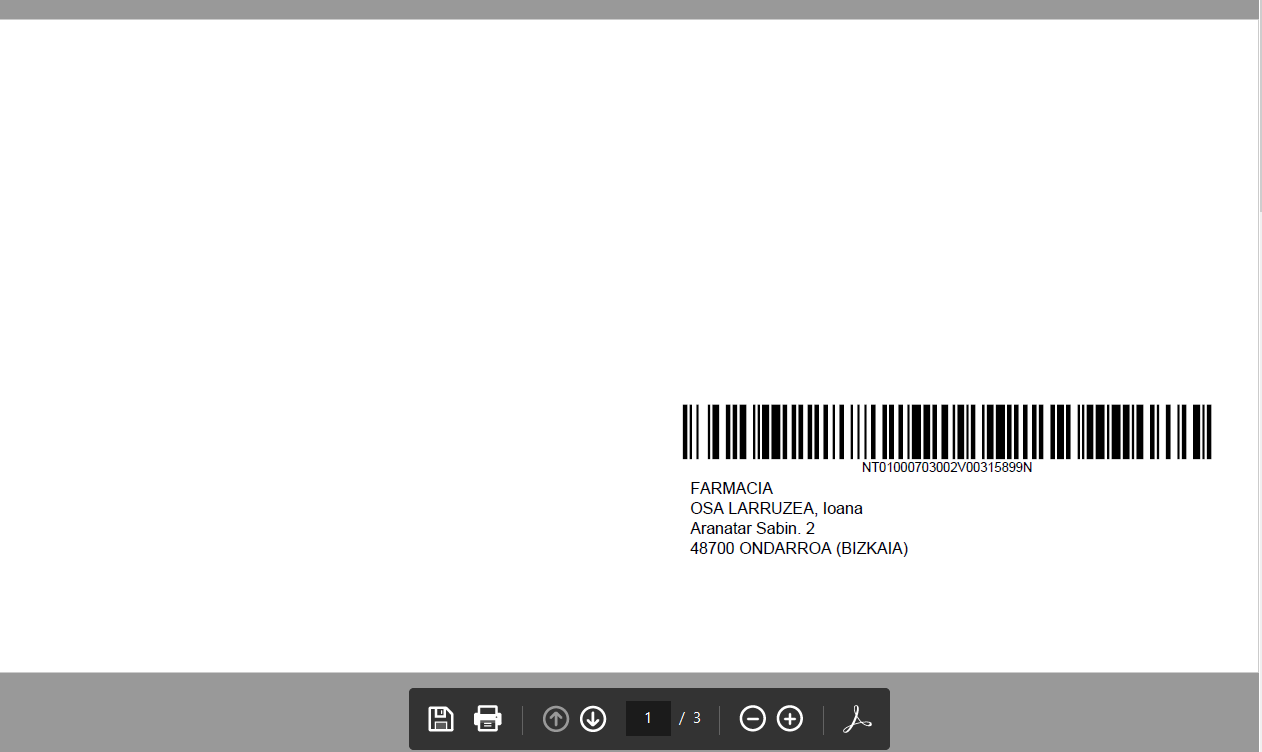 NT01000703002V00315899N
FARMACIA
OSA LARRUZEA, Ioana
Aranatar Sabin. 2
48700 ONDARROA (BIZKAIA)
1 / 3